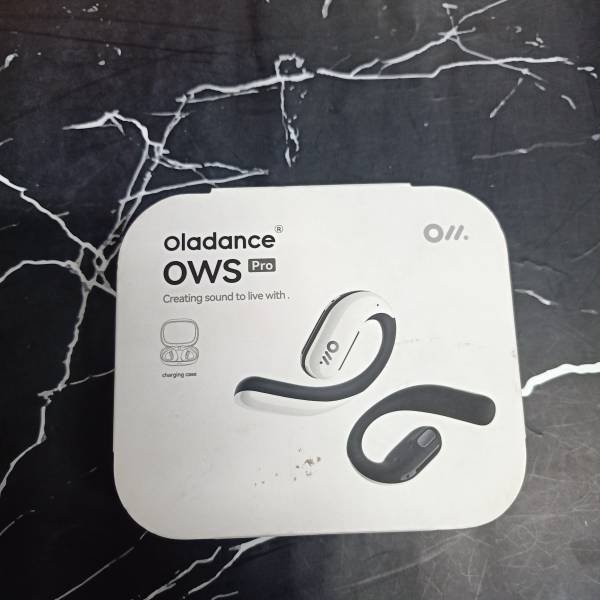 oladance®
OWS Pro
Creating sound to live with .
charging case
O//.
O//.